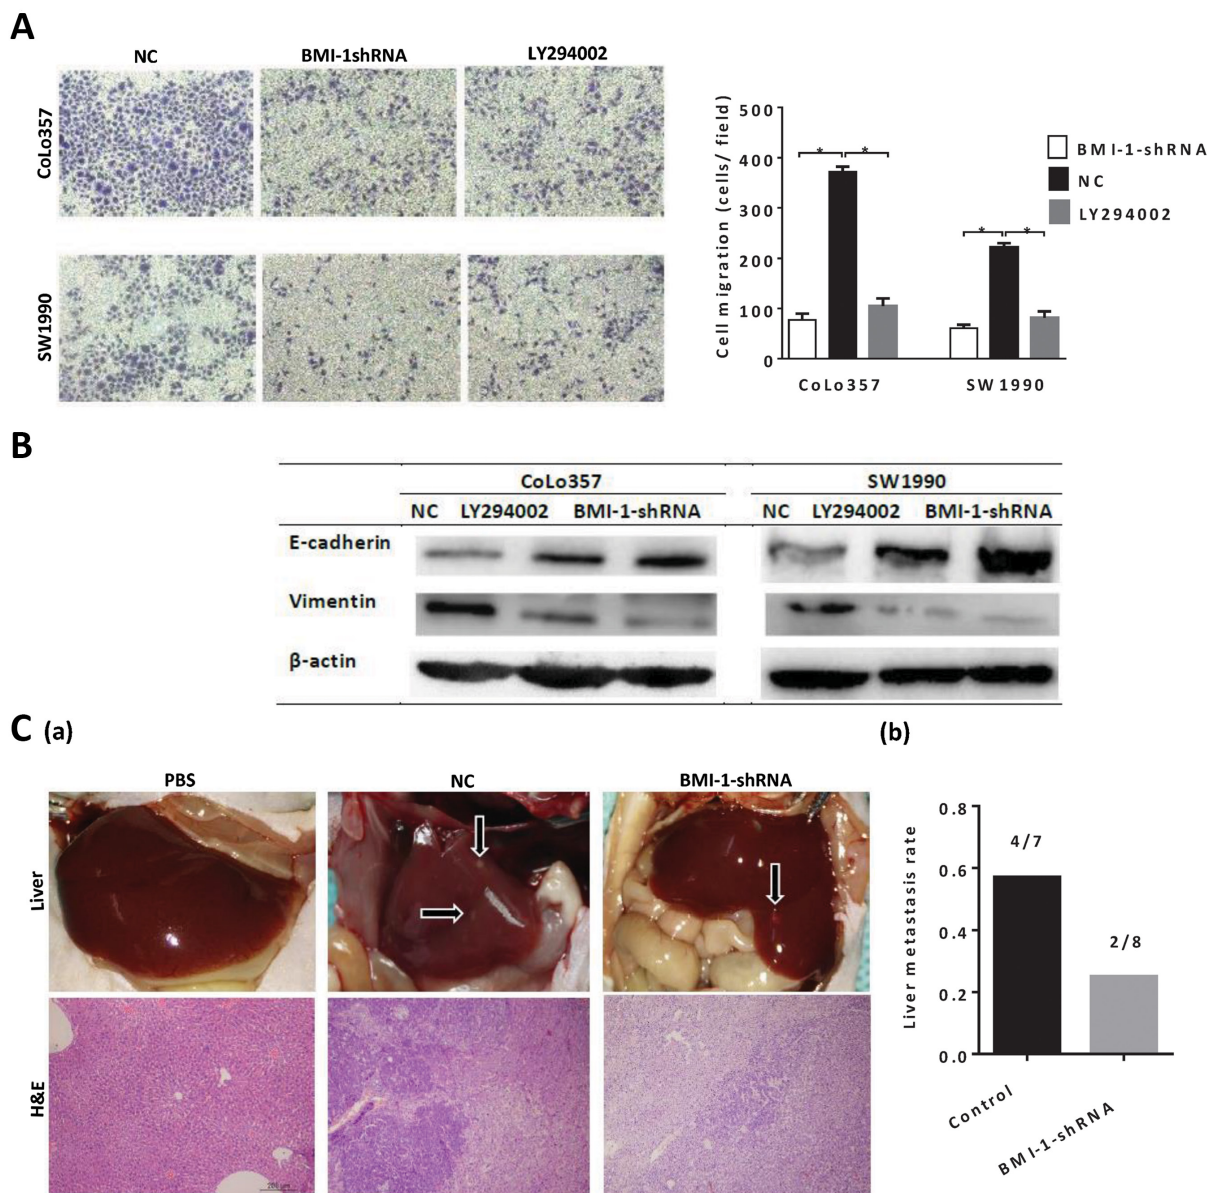 A
NC BMI-1shRNA LY294002
CoLo357
SW1990
Cell migration (cells/ field)
500
400
300
200
100
0
* *
* *
CoLo357 SW1990
BMI-1-shRNA
NC
LY294002
B
CoLo357 SW1990
NC LY294002 BMI-1-shRNA NC LY294002 BMI-1-shRNA
E-cadherin
Vimentin
β-actin
C (a)
PBS NC BMI-1-shRNA
Liver
H&E
200 μm
(b)
Liver metastasis rate
0.8
0.6
0.4
0.2
0.0
4/7
2/8
Control
BMI-1-shRNA